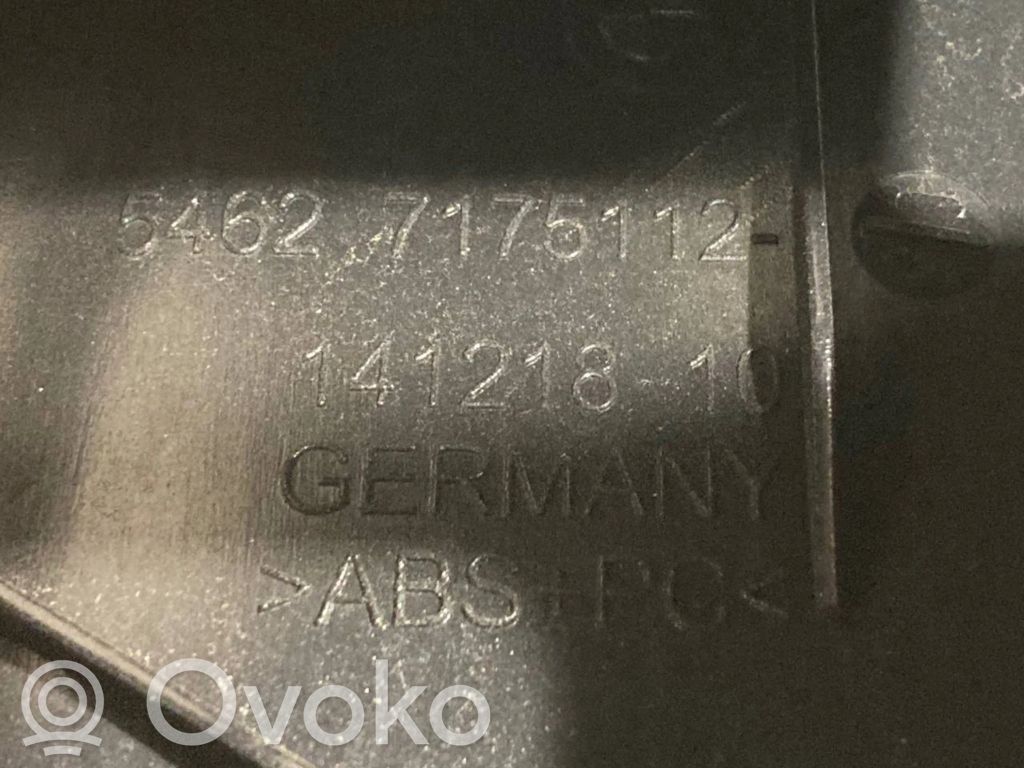 5462 7175112-
141218 10
GERMANY
>ABS+PC<
Ovoko